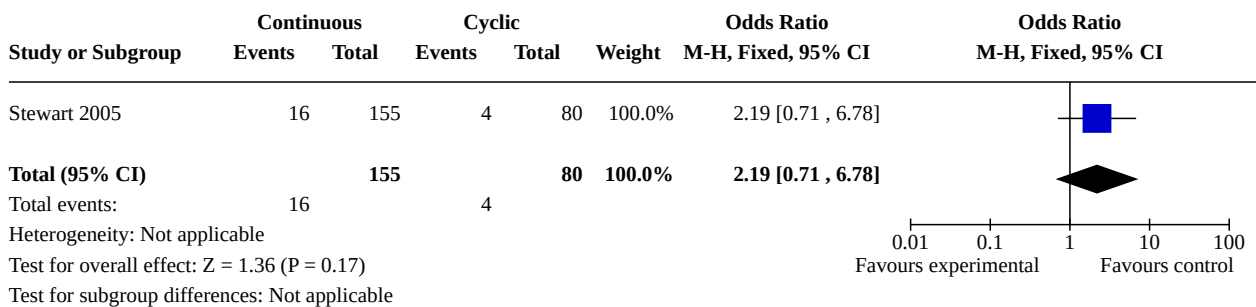 Continuous Cyclic Odds Ratio Odds Ratio
Study or Subgroup Events Total Events Total Weight M-H, Fixed, 95% CI M-H, Fixed, 95% CI
Stewart 2005 16 155 4 80 100.0% 2.19 [0.71 , 6.78]
Total (95% CI) 155 80 100.0% 2.19 [0.71 , 6.78]
Total events: 16 4
Heterogeneity: Not applicable 0.01 0.1 1 10 100
Test for overall effect: Z = 1.36 (P = 0.17) Favours experimental Favours control
Test for subgroup differences: Not applicable